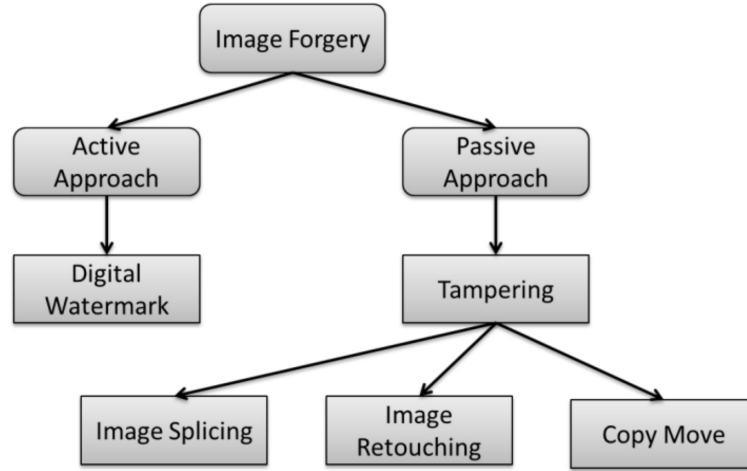 Image Forgery
Active
Approach
Passive
Approach
Digital
Watermark
Tampering
Image Splicing
Image
Retouching
Copy Move